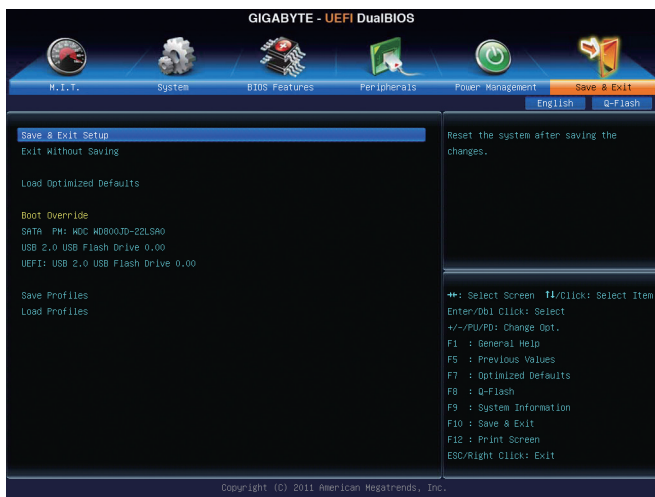 GIGABYTE - UEFI DualBIOS
M.I.T. System BIOS Features Peripherals Power Management Save & Exit
English Q-Flash
Save & Exit Setup
Exit Without Saving
Load Optimized Defaults
Boot Override
SATA PM: WDC WD800JD-22LSA0
USB 2.0 USB Flash Drive 0.00
UEFI: USB 2.0 USB Flash Drive 0.00
Save Profiles
Load Profiles
Reset the system after saving the
changes.
→←: Select Screen ↑↓/Click: Select Item
Enter/Dbl Click: Select
+/-/PU/PD: Change Opt.
F1 : General Help
F5 : Previous Values
F7 : Optimized Defaults
F8 : Q-Flash
F9 : System Information
F10 : Save & Exit
F12 : Print Screen
ESC/Right Click: Exit
Copyright (C) 2011 American Megatrends, Inc.